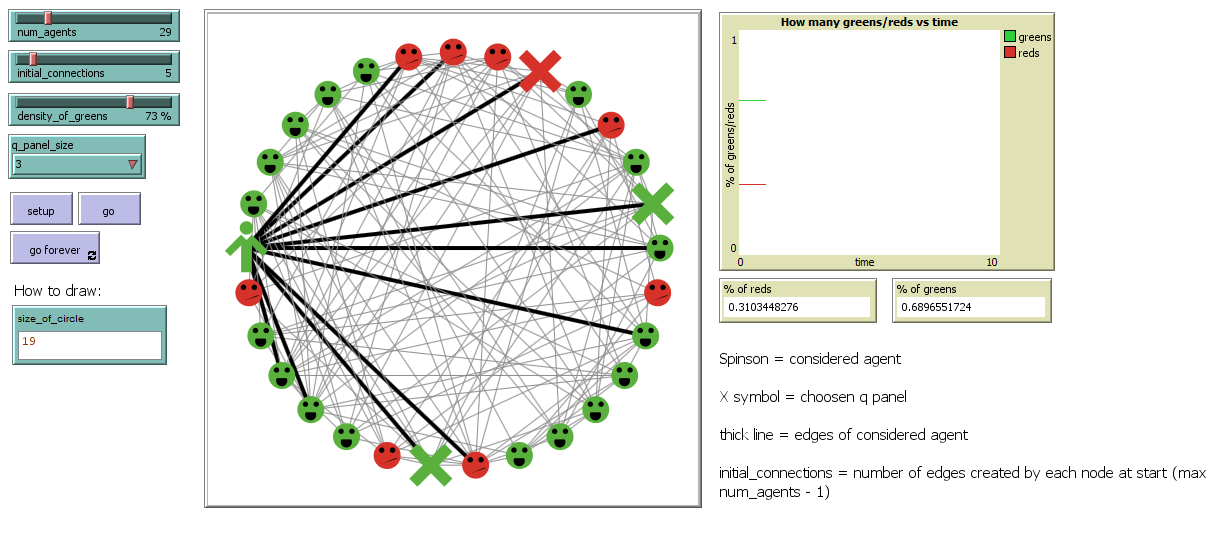 num_agents 29
initial_connections 5
density_of_greens 73 %
q_panel_size
3
setup go
go forever
How to draw:
size_of_circle
19
How many greens/reds vs time
greens
reds
% of greens/reds
1
0
0 time 10
% of reds
0.3103448276
% of greens
0.6896551724
Spinson = considered agent
X symbol = choosen q panel
thick line = edges of considered agent
initial_connections = number of edges created by each node at start (max
num_agents - 1)